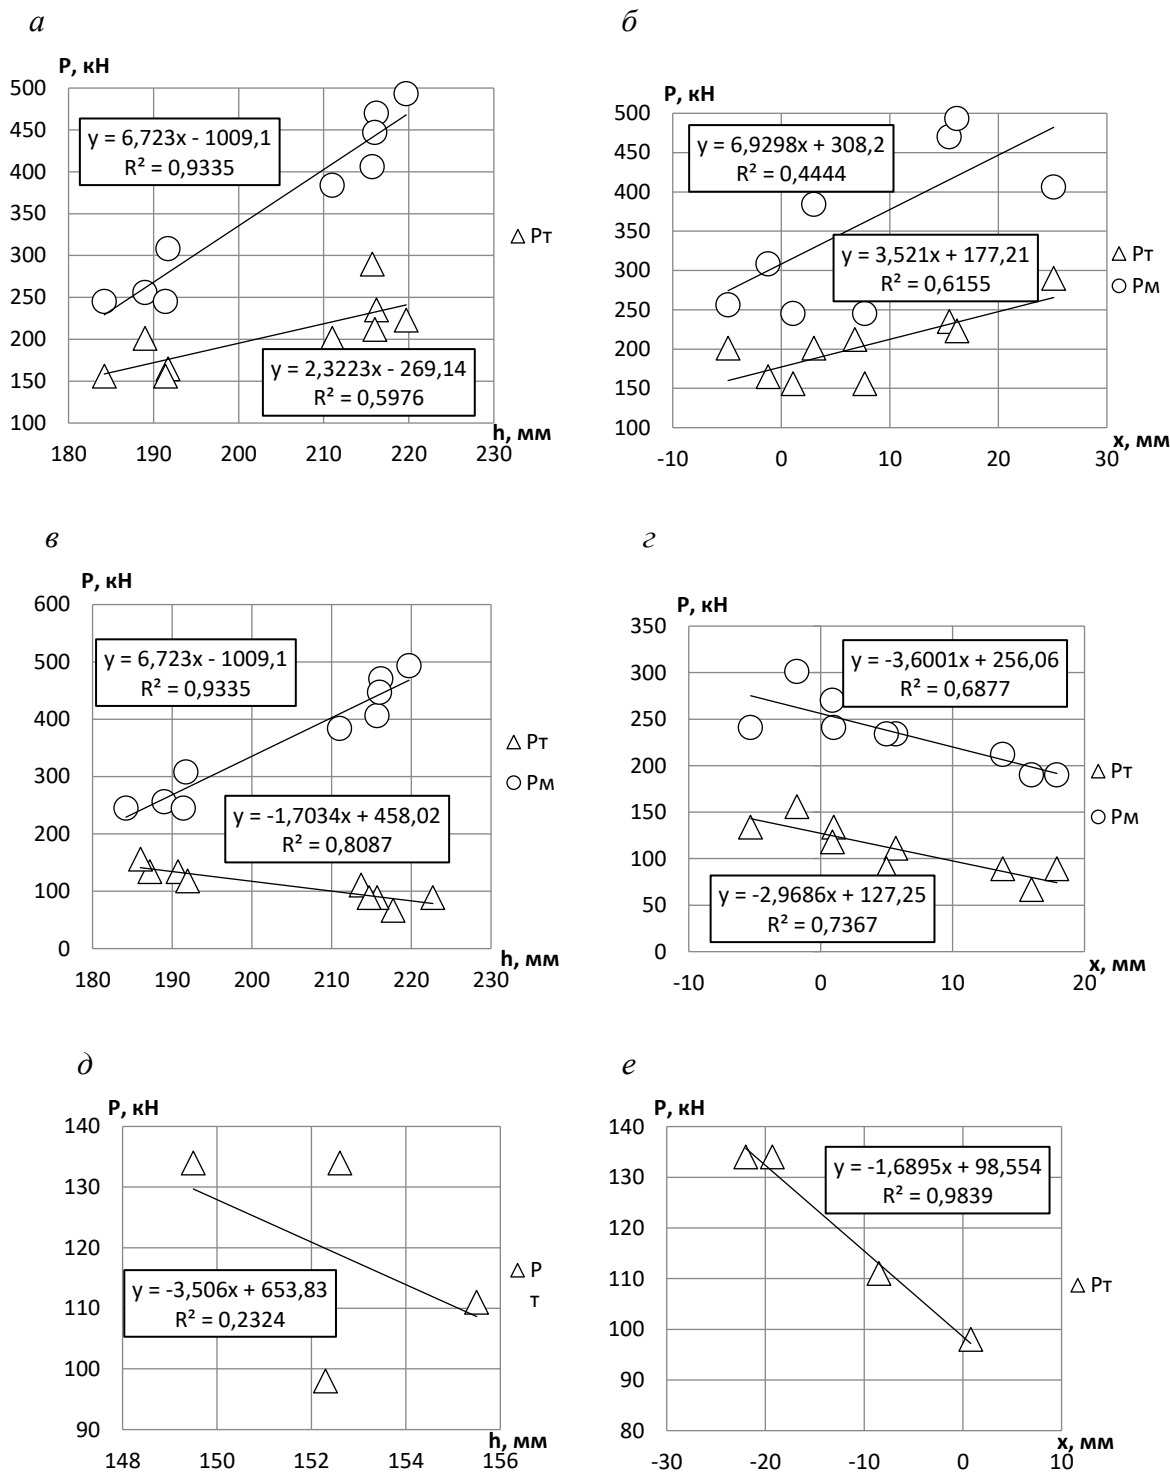 а
Р, кН
500
450
400
350
300
250
200
150
100
y = 6,723x - 1009,1
R² = 0,9335
y = 2,3223x - 269,14
R² = 0,5976
Рт
180 190 200 210 220 230
h, мм
б
Р, кН
500
450
400
350
300
250
200
150
100
y = 6,9298x + 308,2
R² = 0,4444
y = 3,521x + 177,21
R² = 0,6155
Рт
Рм
-10 0 10 20 30
х, мм
в
Р, кН
600
500
400
300
200
100
0
y = 6,723x - 1009,1
R² = 0,9335
y = -1,7034x + 458,02
R² = 0,8087
Рт
Рм
180 190 200 210 220 230
h, мм
г
Р, кН
350
300
250
200
150
100
50
0
y = -3,6001x + 256,06
R² = 0,6877
y = -2,9686x + 127,25
R² = 0,7367
Рт
Рм
-10 0 10 20
х, мм
д
Р, кН
140
130
120
110
100
90
y = -3,506x + 653,83
R² = 0,2324
Р
т
148 150 152 154 156
h, мм
е
Р, кН
140
130
120
110
100
90
80
y = -1,6895x + 98,554
R² = 0,9839
Рт
-30 -20 -10 0 10
х, мм